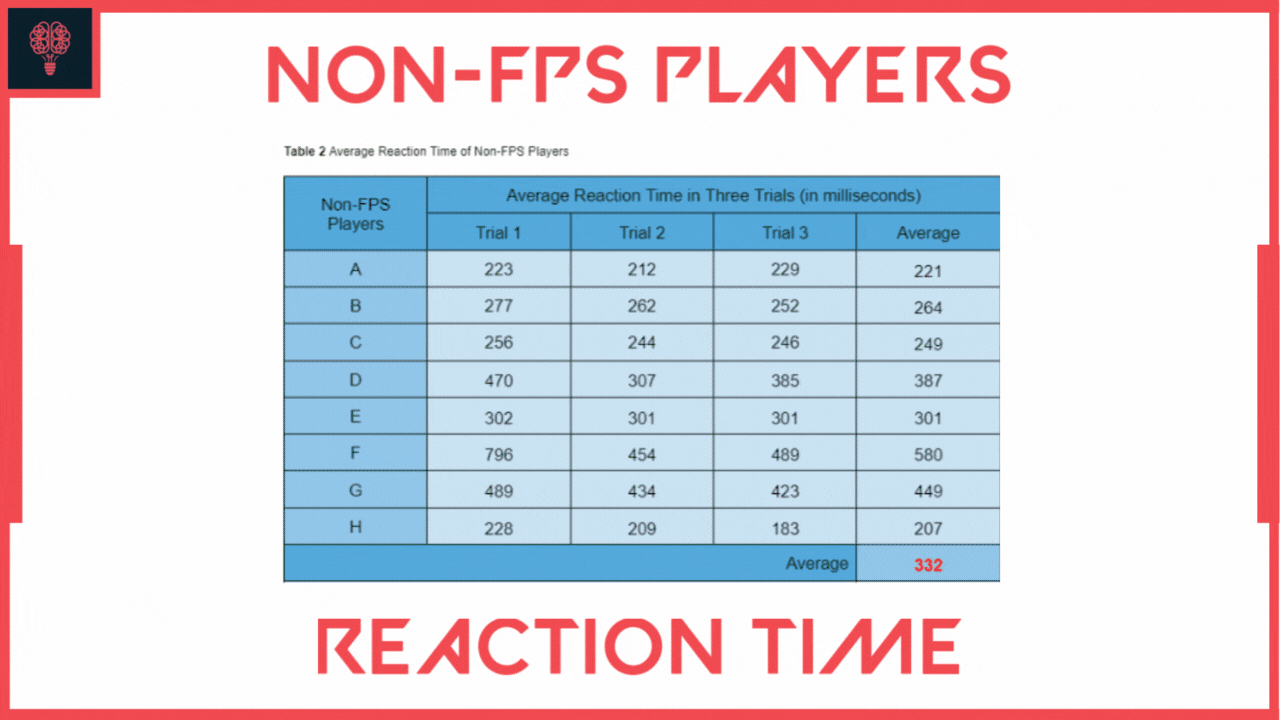 NON-FPS PLAYERS
Table 2 Average Reaction Time of Non-FPS Players
Non-FPS Players Average Reaction Time in Three Trials (in milliseconds)
Trial 1 Trial 2 Trial 3 Average
A 223 212 229 221
B 277 262 252 264
C 256 244 246 249
D 470 307 385 387
E 302 301 301 301
F 796 454 489 580
G 489 434 423 449
H 228 209 183 207
Average 332
REACTION TIME